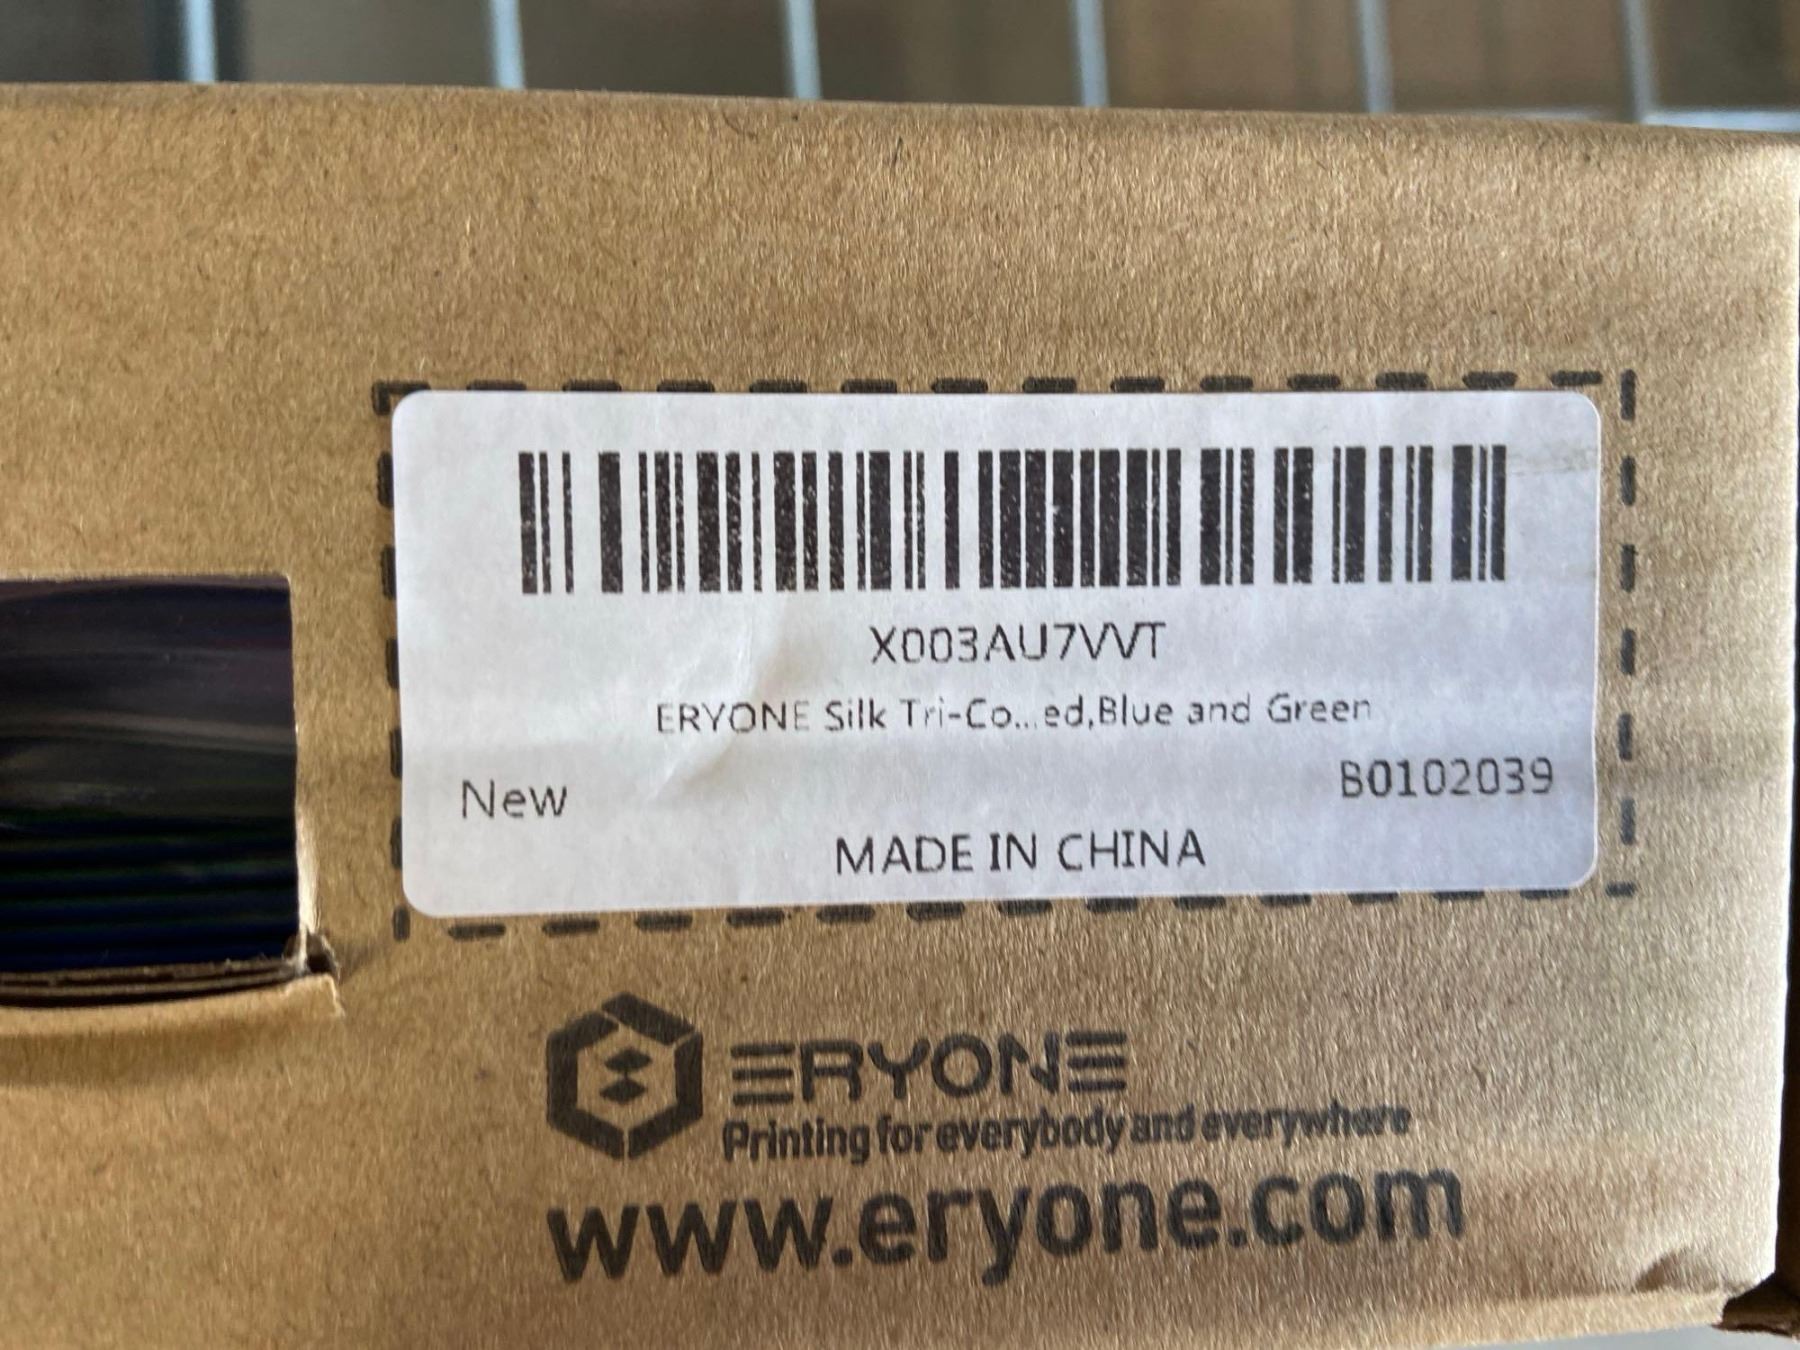 X003AU7VVT
ERYONE Silk Tri-Co...ed,Blue and Green
New
B0102039
MADE IN CHINA
ERYONE
Printing for everybody and everywhere
www.eryone.com